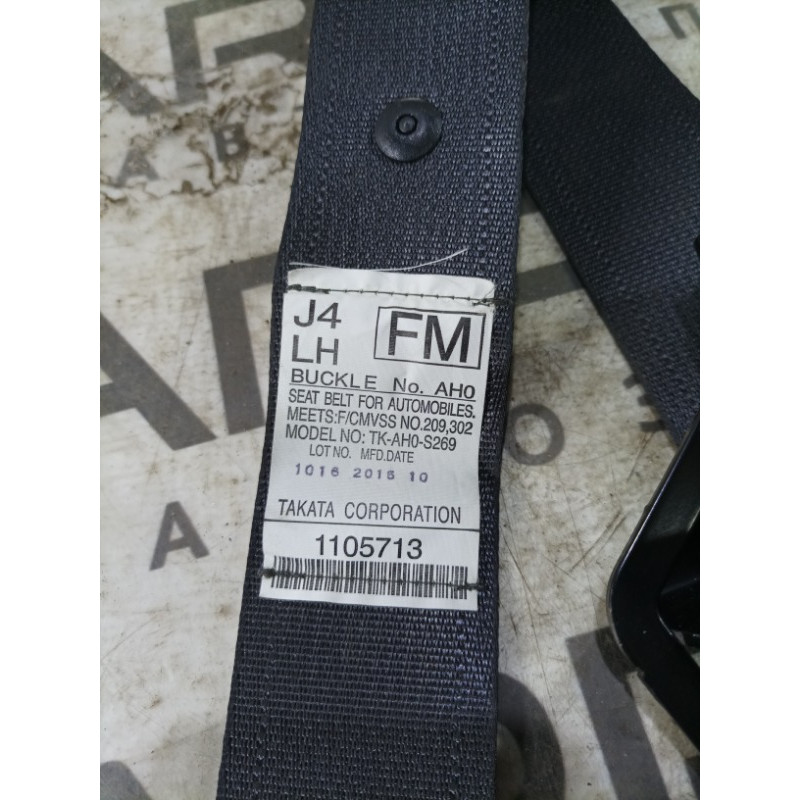 J4
LH
FM
BUCKLE No. AH0
SEAT BELT FOR AUTOMOBILES.
MEETS:F/CMVSS NO.209,302
MODEL NO: TK-AH0-S269
LOT NO. MFD.DATE
1016 2016 10
TAKATA CORPORATION
1105713